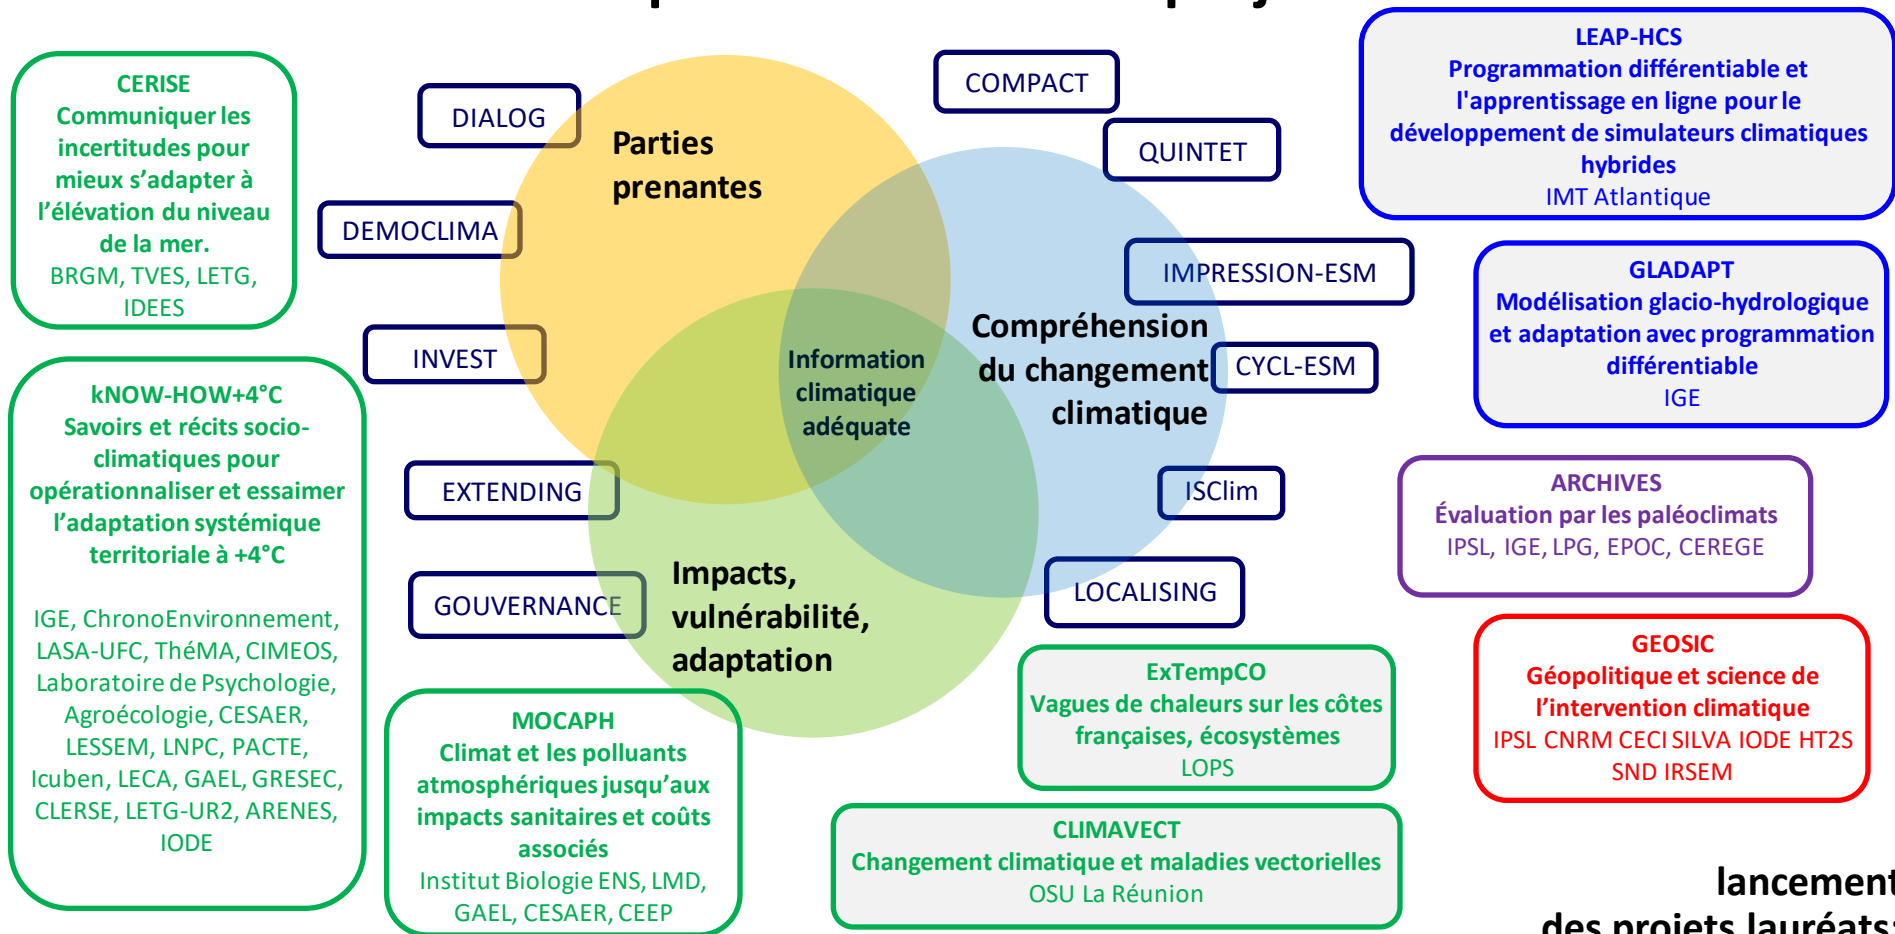 CERISE
Communiquer les
incertitudes pour
mieux s'adapter à
l'élévation du niveau
de la mer.
BRGM, TVES, LETG,
IDEES
kNOW-HOW+4°C
Savoirs et récits socio-
climatiques pour
opérationnaliser et essaimer
l'adaptation systémique
territoriale à +4°C
IGE, ChronoEnvironnement,
LASA-UFC, ThéMA, CIMEOS,
Laboratoire de Psychologie,
Agroécologie, CESAER,
LESSEM, LNPC, PACTE,
Icuben, LECA, GAEL, GRESEC,
CLERSE, LETG-UR2, ARENES,
IODE
DIALOG
DEMOCLIMA
INVEST
EXTENDING
GOUVERNANCE
Parties
prenantes
Information
climatique
adéquate
Compréhension
du changement
climatique
Impacts,
vulnérabilité,
adaptation
COMPACT
QUINTET
IMPRESSION-ESM
CYCL-ESM
ISClim
LOCALISING
MOCAPH
Climat et les polluants
atmosphériques jusqu'aux
impacts sanitaires et coûts
associés
Institut Biologie ENS, LMD,
GAEL, CESAER, CEEP
ExTempCO
Vagues de chaleurs sur les côtes
françaises, écosystèmes
LOPS
CLIMAVECT
Changement climatique et maladies vectorielles
OSU La Réunion
LEAP-HCS
Programmation différentiable et
l'apprentissage en ligne pour le
développement de simulateurs climatiques
hybrides
IMT Atlantique
GLADAPT
Modélisation glacio-hydrologique
et adaptation avec programmation
différentiable
IGE
ARCHIVES
Évaluation par les paléoclimats
IPSL, IGE, LPG, EPOC, CEREGE
GEOSIC
Géopolitique et science de
l'intervention climatique
IPSL CNRM CECI SILVA IODE HT2S
SND IRSEM
lancement
des projets lauréats: